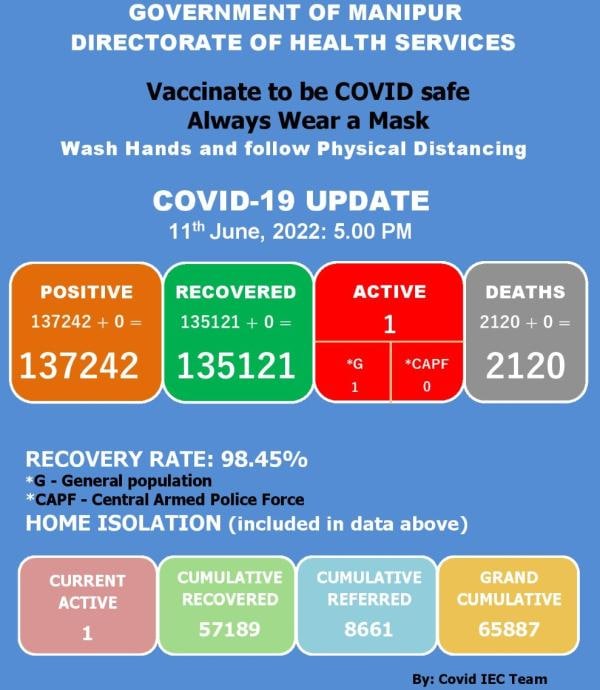 GOVERNMENT OF MANIPUR
DIRECTORATE OF HEALTH SERVICES
Vaccinate to be COVID safe
Always Wear a Mask
Wash Hands and follow Physical Distancing
COVID-19 UPDATE
11th June, 2022: 5.00 PM
POSITIVE
137242 + 0 =
137242
RECOVERED
135121 + 0 =
135121
ACTIVE
1
*G
1
*CAPF
0
DEATHS
2120 + 0 =
2120
RECOVERY RATE: 98.45%
*G - General population
*CAPF - Central Armed Police Force
HOME ISOLATION (included in data above)
CURRENT
ACTIVE
1
CUMULATIVE
RECOVERED
57189
CUMULATIVE
REFERRED
8661
GRAND
CUMULATIVE
65887
By: Covid IEC Team